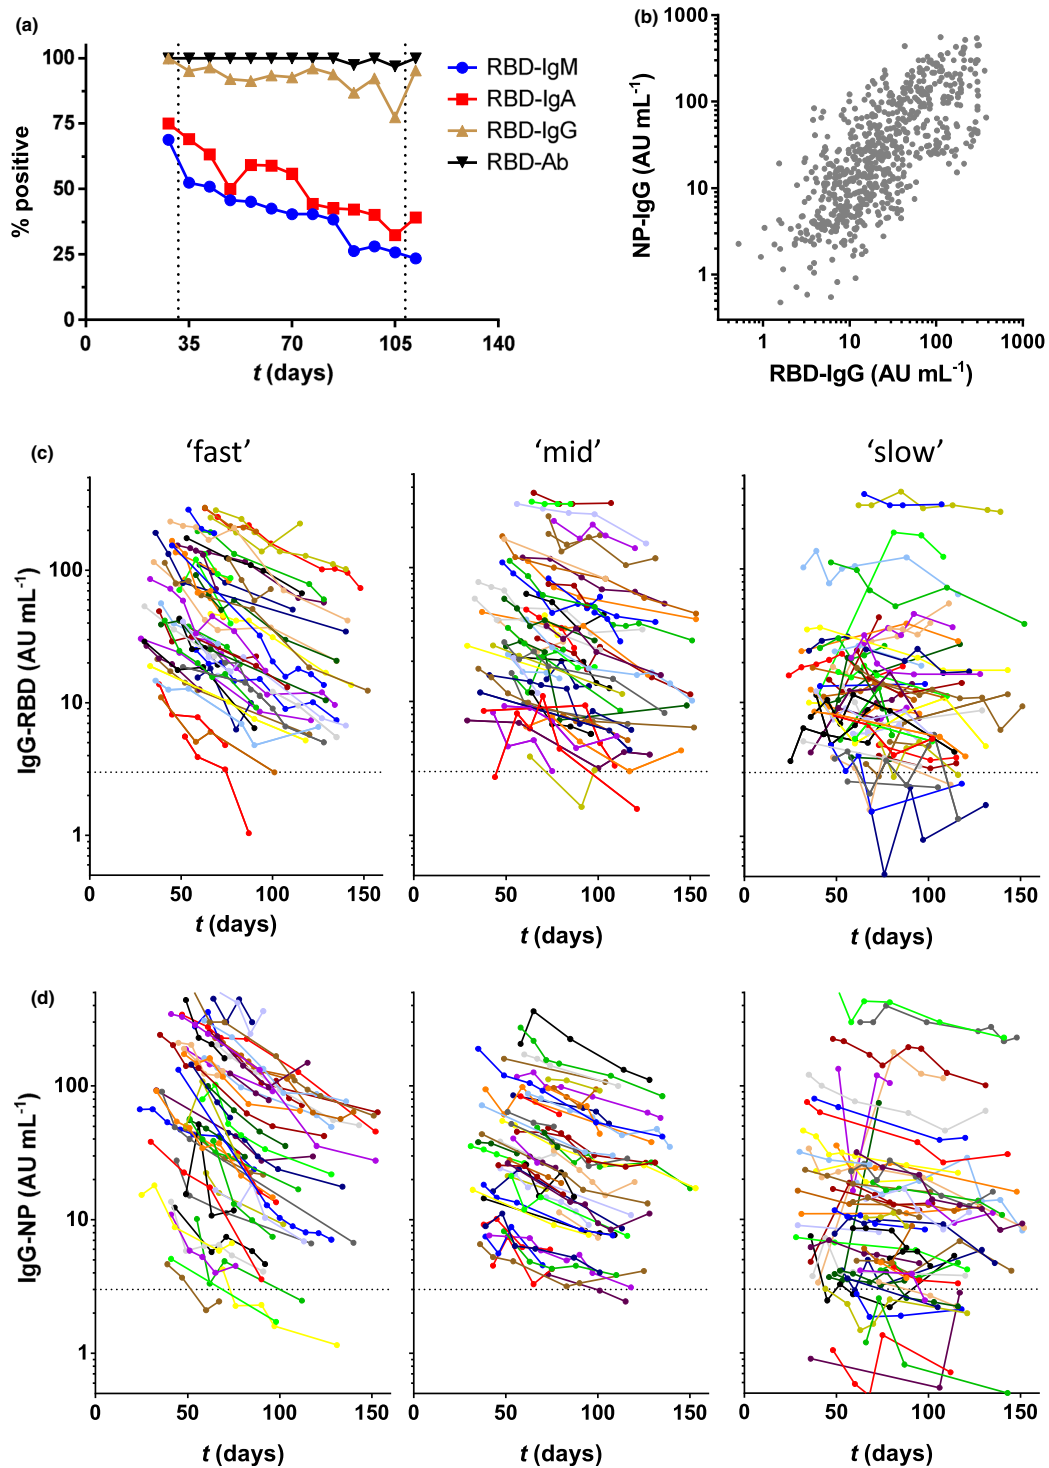 (a)
100
75
50
25
0
% positive
0 35 70 105 140
t (days)
RBD-IgM
RBD-IgA
RBD-IgG
RBD-Ab
(b)
1000
100
10
1
NP-IgG (AU mL⁻¹)
1 10 100 1000
RBD-IgG (AU mL⁻¹)
(c)
‘fast’ ‘mid’ ‘slow’
100
10
1
IgG-RBD (AU mL⁻¹)
0 50 100 150 0 50 100 150 0 50 100 150
t (days) t (days) t (days)
(d)
100
10
1
IgG-NP (AU mL⁻¹)
0 50 100 150 0 50 100 150 0 50 100 150
t (days) t (days) t (days)